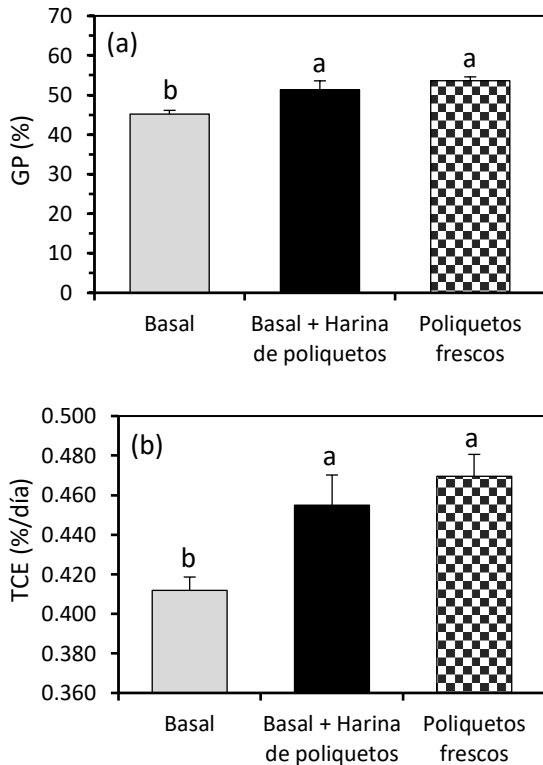 (a)
GP (%)
70
60
50
40
30
20
10
0
b
a
a
Basal
Basal + Harina
de poliquetos
Poliquetos
frescos
(b)
TCE (%/día)
0.500
0.480
0.460
0.440
0.420
0.400
0.380
0.360
b
a
a
Basal
Basal + Harina
de poliquetos
Poliquetos
frescos